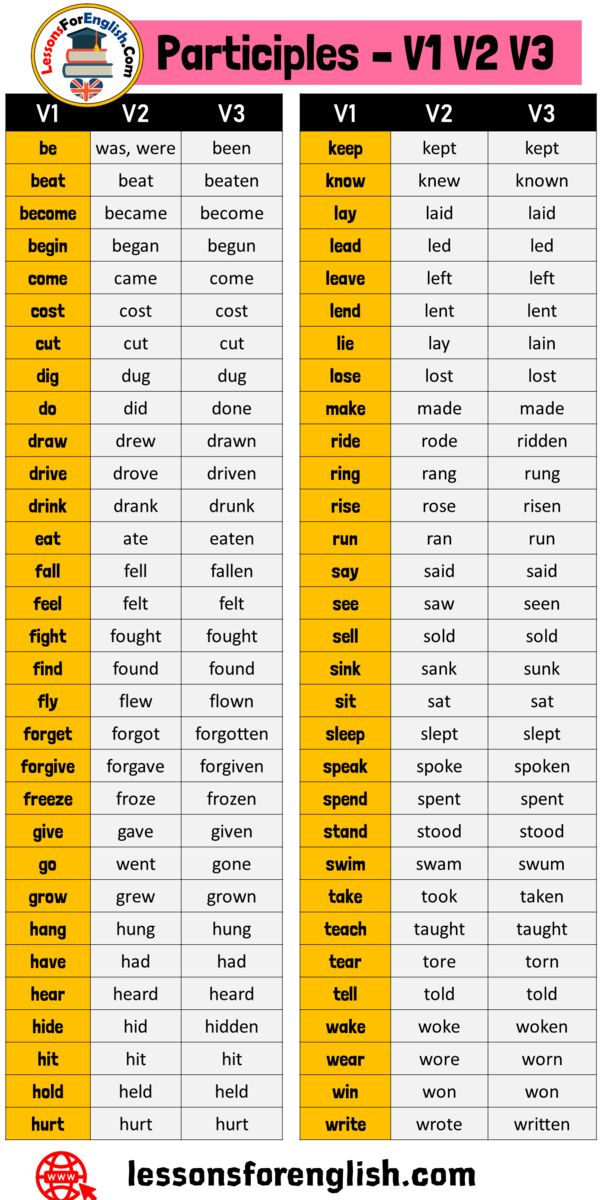 LessonsForEnglish.Com
Participles - V1 V2 V3
V1 V2 V3
be was, were been
beat beat beaten
become became become
begin began begun
come came come
cost cost cost
cut cut cut
dig dug dug
do did done
draw drew drawn
drive drove driven
drink drank drunk
eat ate eaten
fall fell fallen
feel felt felt
fight fought fought
find found found
fly flew flown
forget forgot forgotten
forgive forgave forgiven
freeze froze frozen
give gave given
go went gone
grow grew grown
hang hung hung
have had had
hear heard heard
hide hid hidden
hit hit hit
hold held held
hurt hurt hurt
V1 V2 V3
keep kept kept
know knew known
lay laid laid
lead led led
leave left left
lend lent lent
lie lay lain
lose lost lost
make made made
ride rode ridden
ring rang rung
rise rose risen
run ran run
say said said
see saw seen
sell sold sold
sink sank sunk
sit sat sat
sleep slept slept
speak spoke spoken
spend spent spent
stand stood stood
swim swam swum
take took taken
teach taught taught
tear tore torn
tell told told
wake woke woken
wear wore worn
win won won
write wrote written
WWW
lessonsforenglish.com